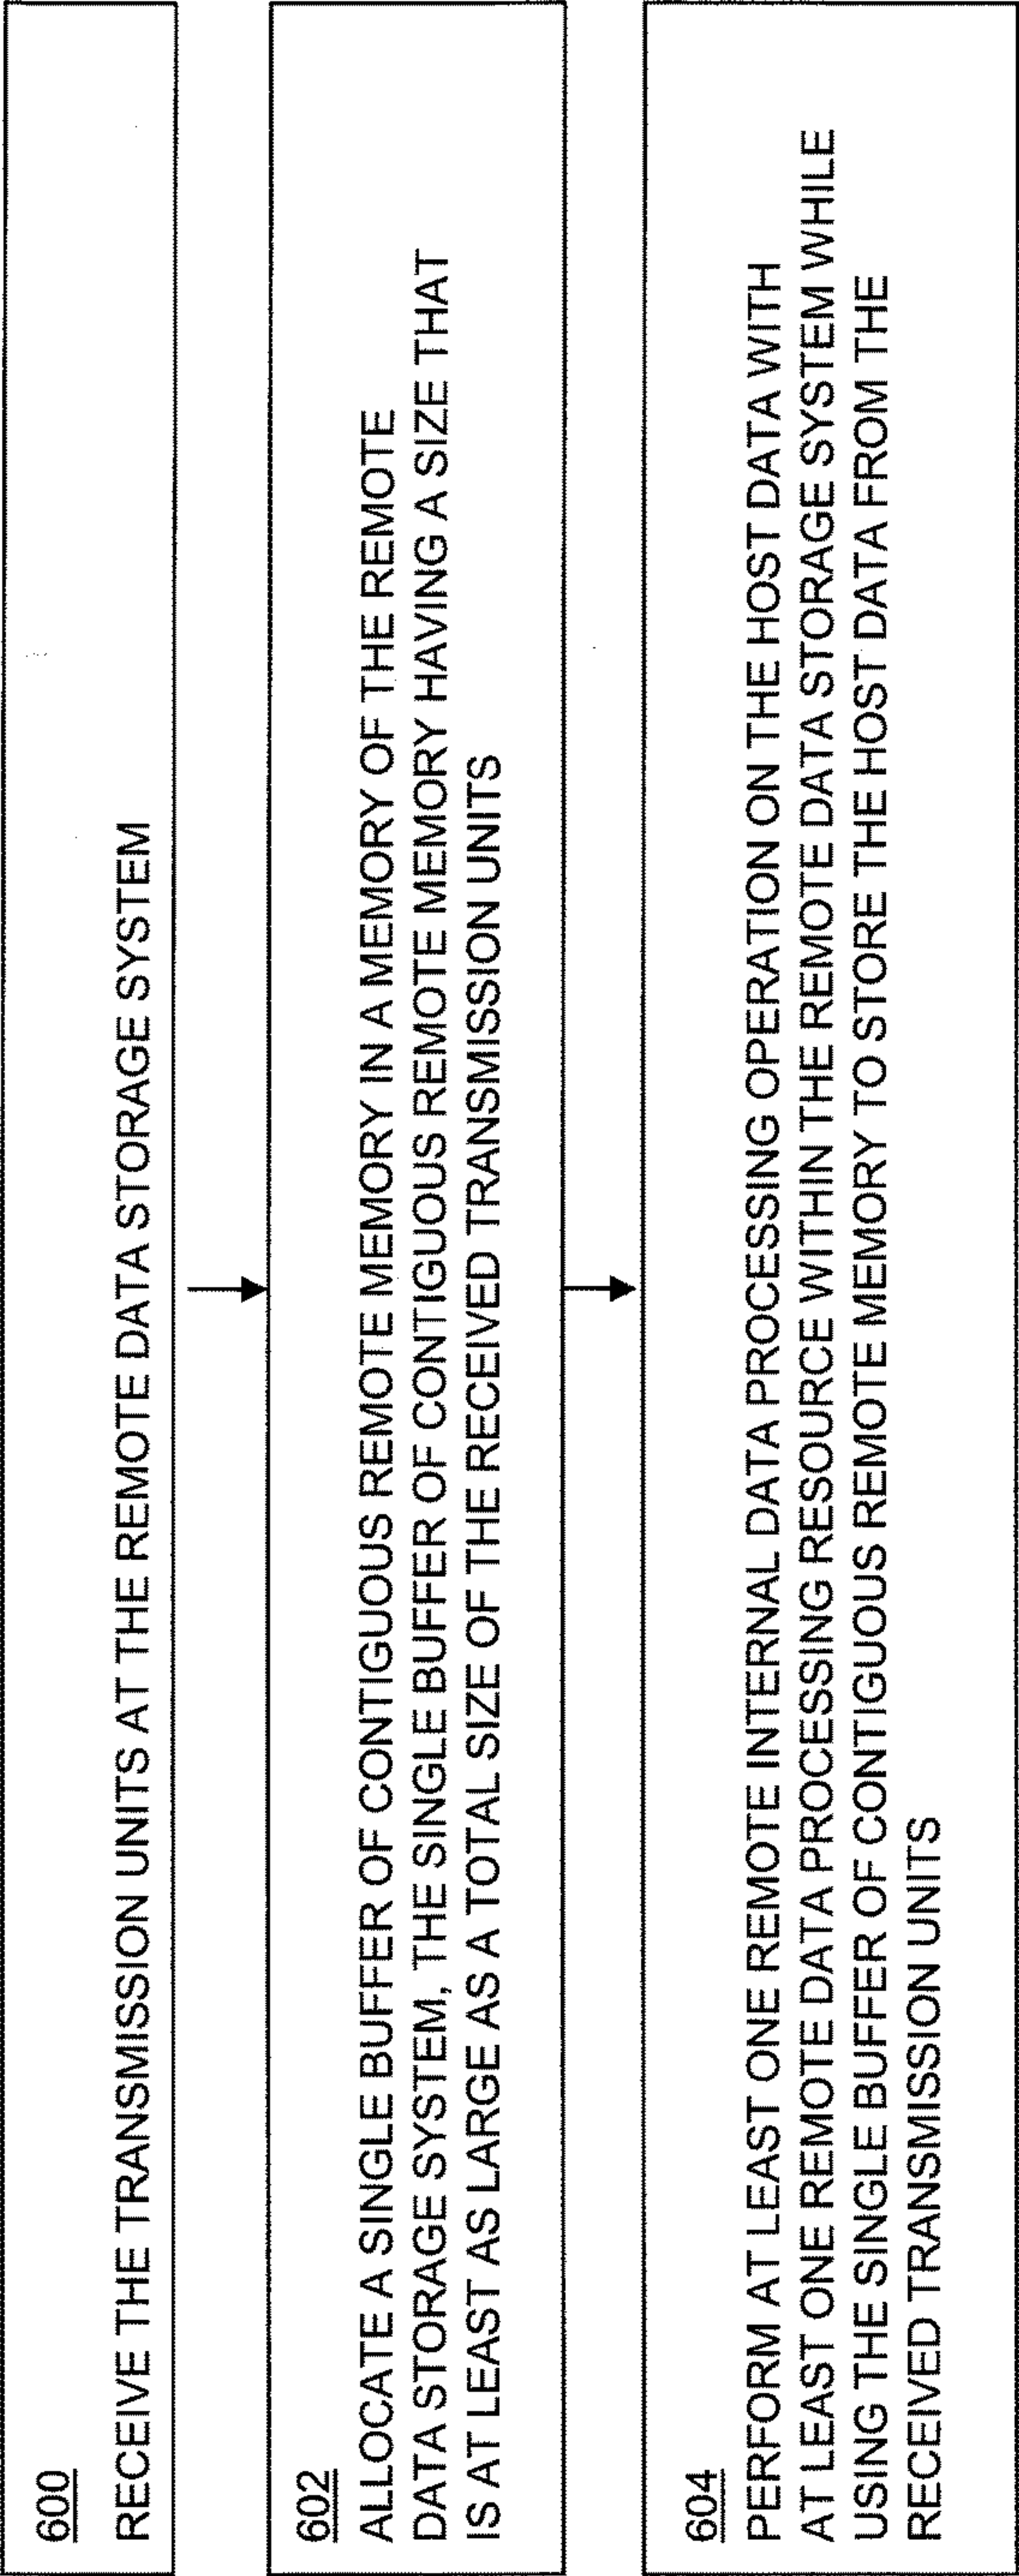 600
RECEIVE THE TRANSMISSION UNITS AT THE REMOTE DATA STORAGE SYSTEM
602
ALLOCATE A SINGLE BUFFER OF CONTIGUOUS REMOTE MEMORY IN A MEMORY OF THE REMOTE
DATA STORAGE SYSTEM, THE SINGLE BUFFER OF CONTIGUOUS REMOTE MEMORY HAVING A SIZE THAT
IS AT LEAST AS LARGE AS A TOTAL SIZE OF THE RECEIVED TRANSMISSION UNITS
604
PERFORM AT LEAST ONE REMOTE INTERNAL DATA PROCESSING OPERATION ON THE HOST DATA WITH
AT LEAST ONE REMOTE DATA PROCESSING RESOURCE WITHIN THE REMOTE DATA STORAGE SYSTEM WHILE
USING THE SINGLE BUFFER OF CONTIGUOUS REMOTE MEMORY TO STORE THE HOST DATA FROM THE
RECEIVED TRANSMISSION UNITS